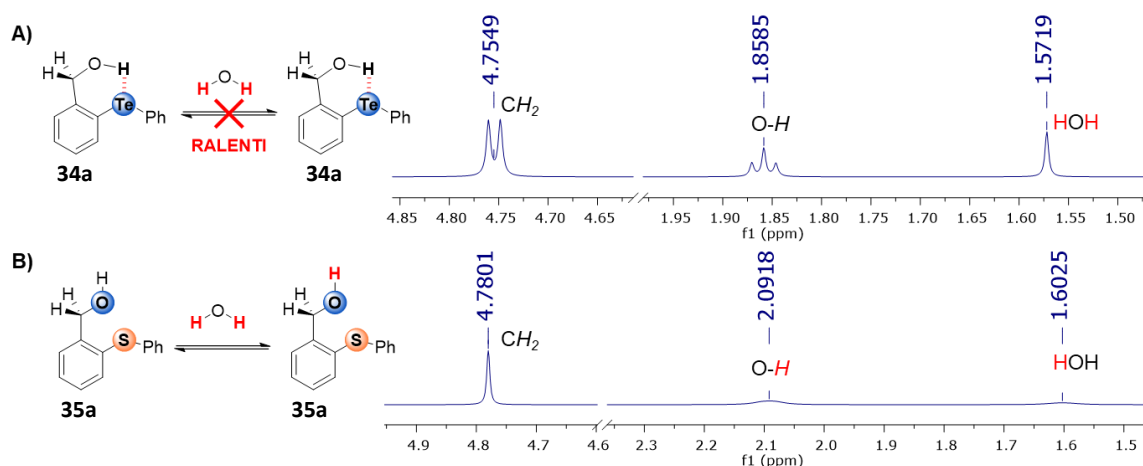 A)
H
H
O
H
Te
Ph
34a
H
O
H
RALENTI
H
H
O
H
Te
Ph
34a
4.7549
1.8585
1.5719
CH2
O-H
HOH
4.85 4.80 4.75 4.70 4.65 1.95 1.90 1.85 1.80 1.75 1.70 1.65 1.60 1.55 1.50
f1 (ppm)
B)
H
H
H
O
S
Ph
35a
H
O
H
H
H
H
O
S
Ph
35a
4.7801
2.0918
1.6025
CH2
O-H
HOH
4.9 4.8 4.7 4.6 2.3 2.2 2.1 2.0 1.9 1.8 1.7 1.6 1.5
f1 (ppm)